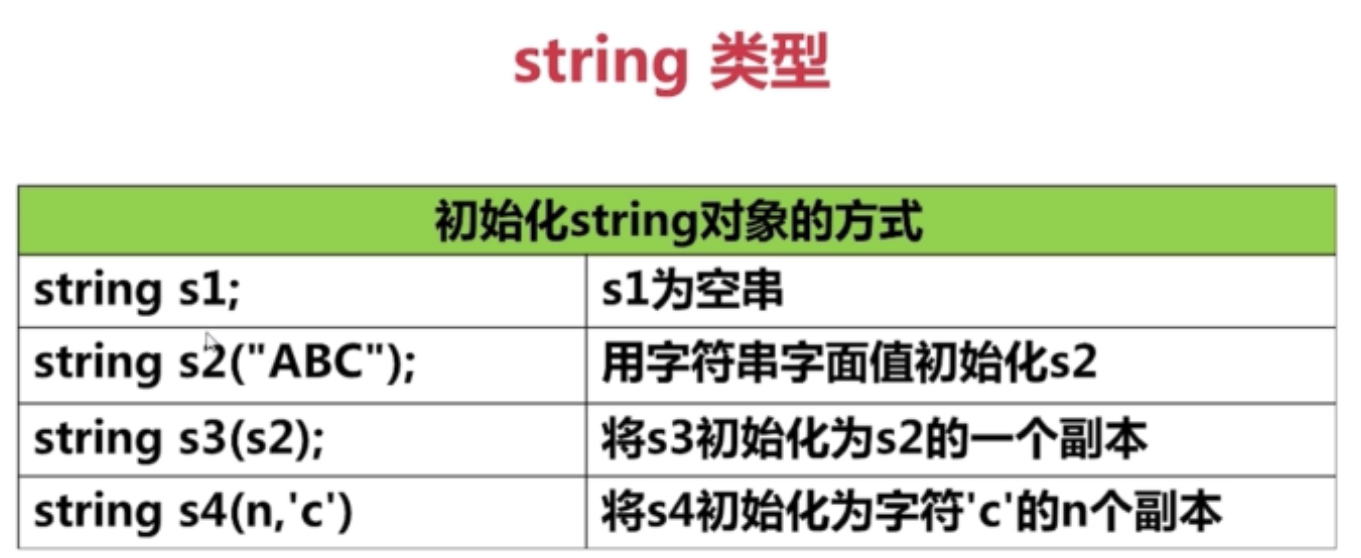 string 类型
初始化string对象的方式
string s1;
s1为空串
string s2("ABC");
用字符串字面值初始化s2
string s3(s2);
将s3初始化为s2的一个副本
string s4(n,'c')
将s4初始化为字符'c'的n个副本